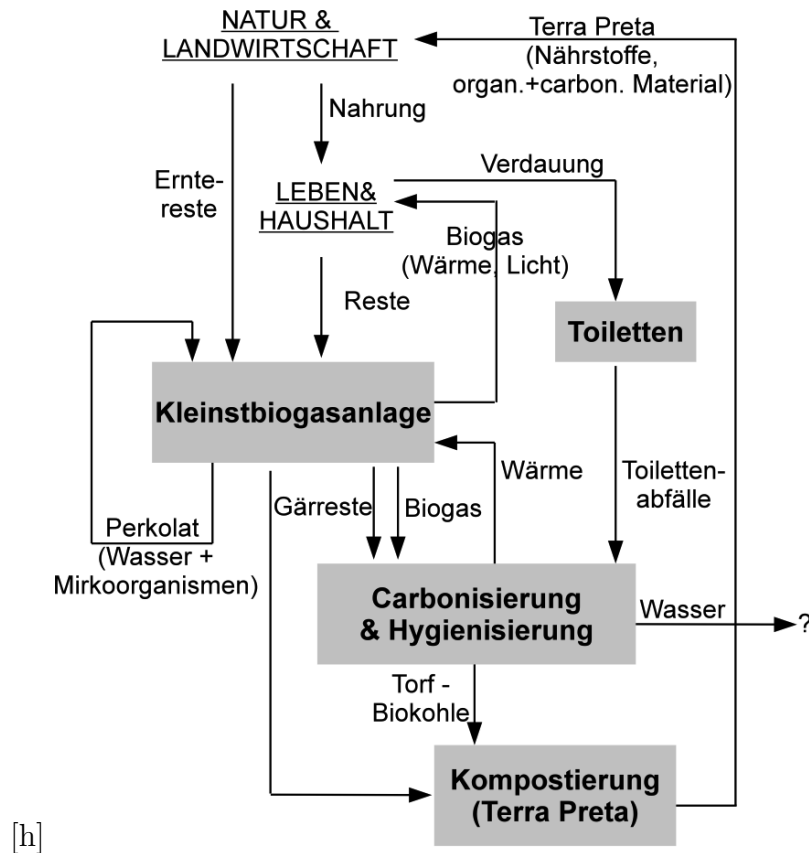 NATUR &
LANDWIRTSCHAFT
Terra Preta
(Nährstoffe,
organ.+carbon. Material)
Nahrung
Verdauung
Ernte-
reste
LEBEN&
HAUSHALT
Biogas
(Wärme, Licht)
Reste
Toiletten
Kleinstbiogasanlage
Wärme
Toiletten-
abfälle
Gärreste
Biogas
Perkolat
(Wasser +
Mirkoorganismen)
Carbonisierung
& Hygienisierung
Wasser
?
Torf -
Biokohle
Kompostierung
(Terra Preta)
[h]